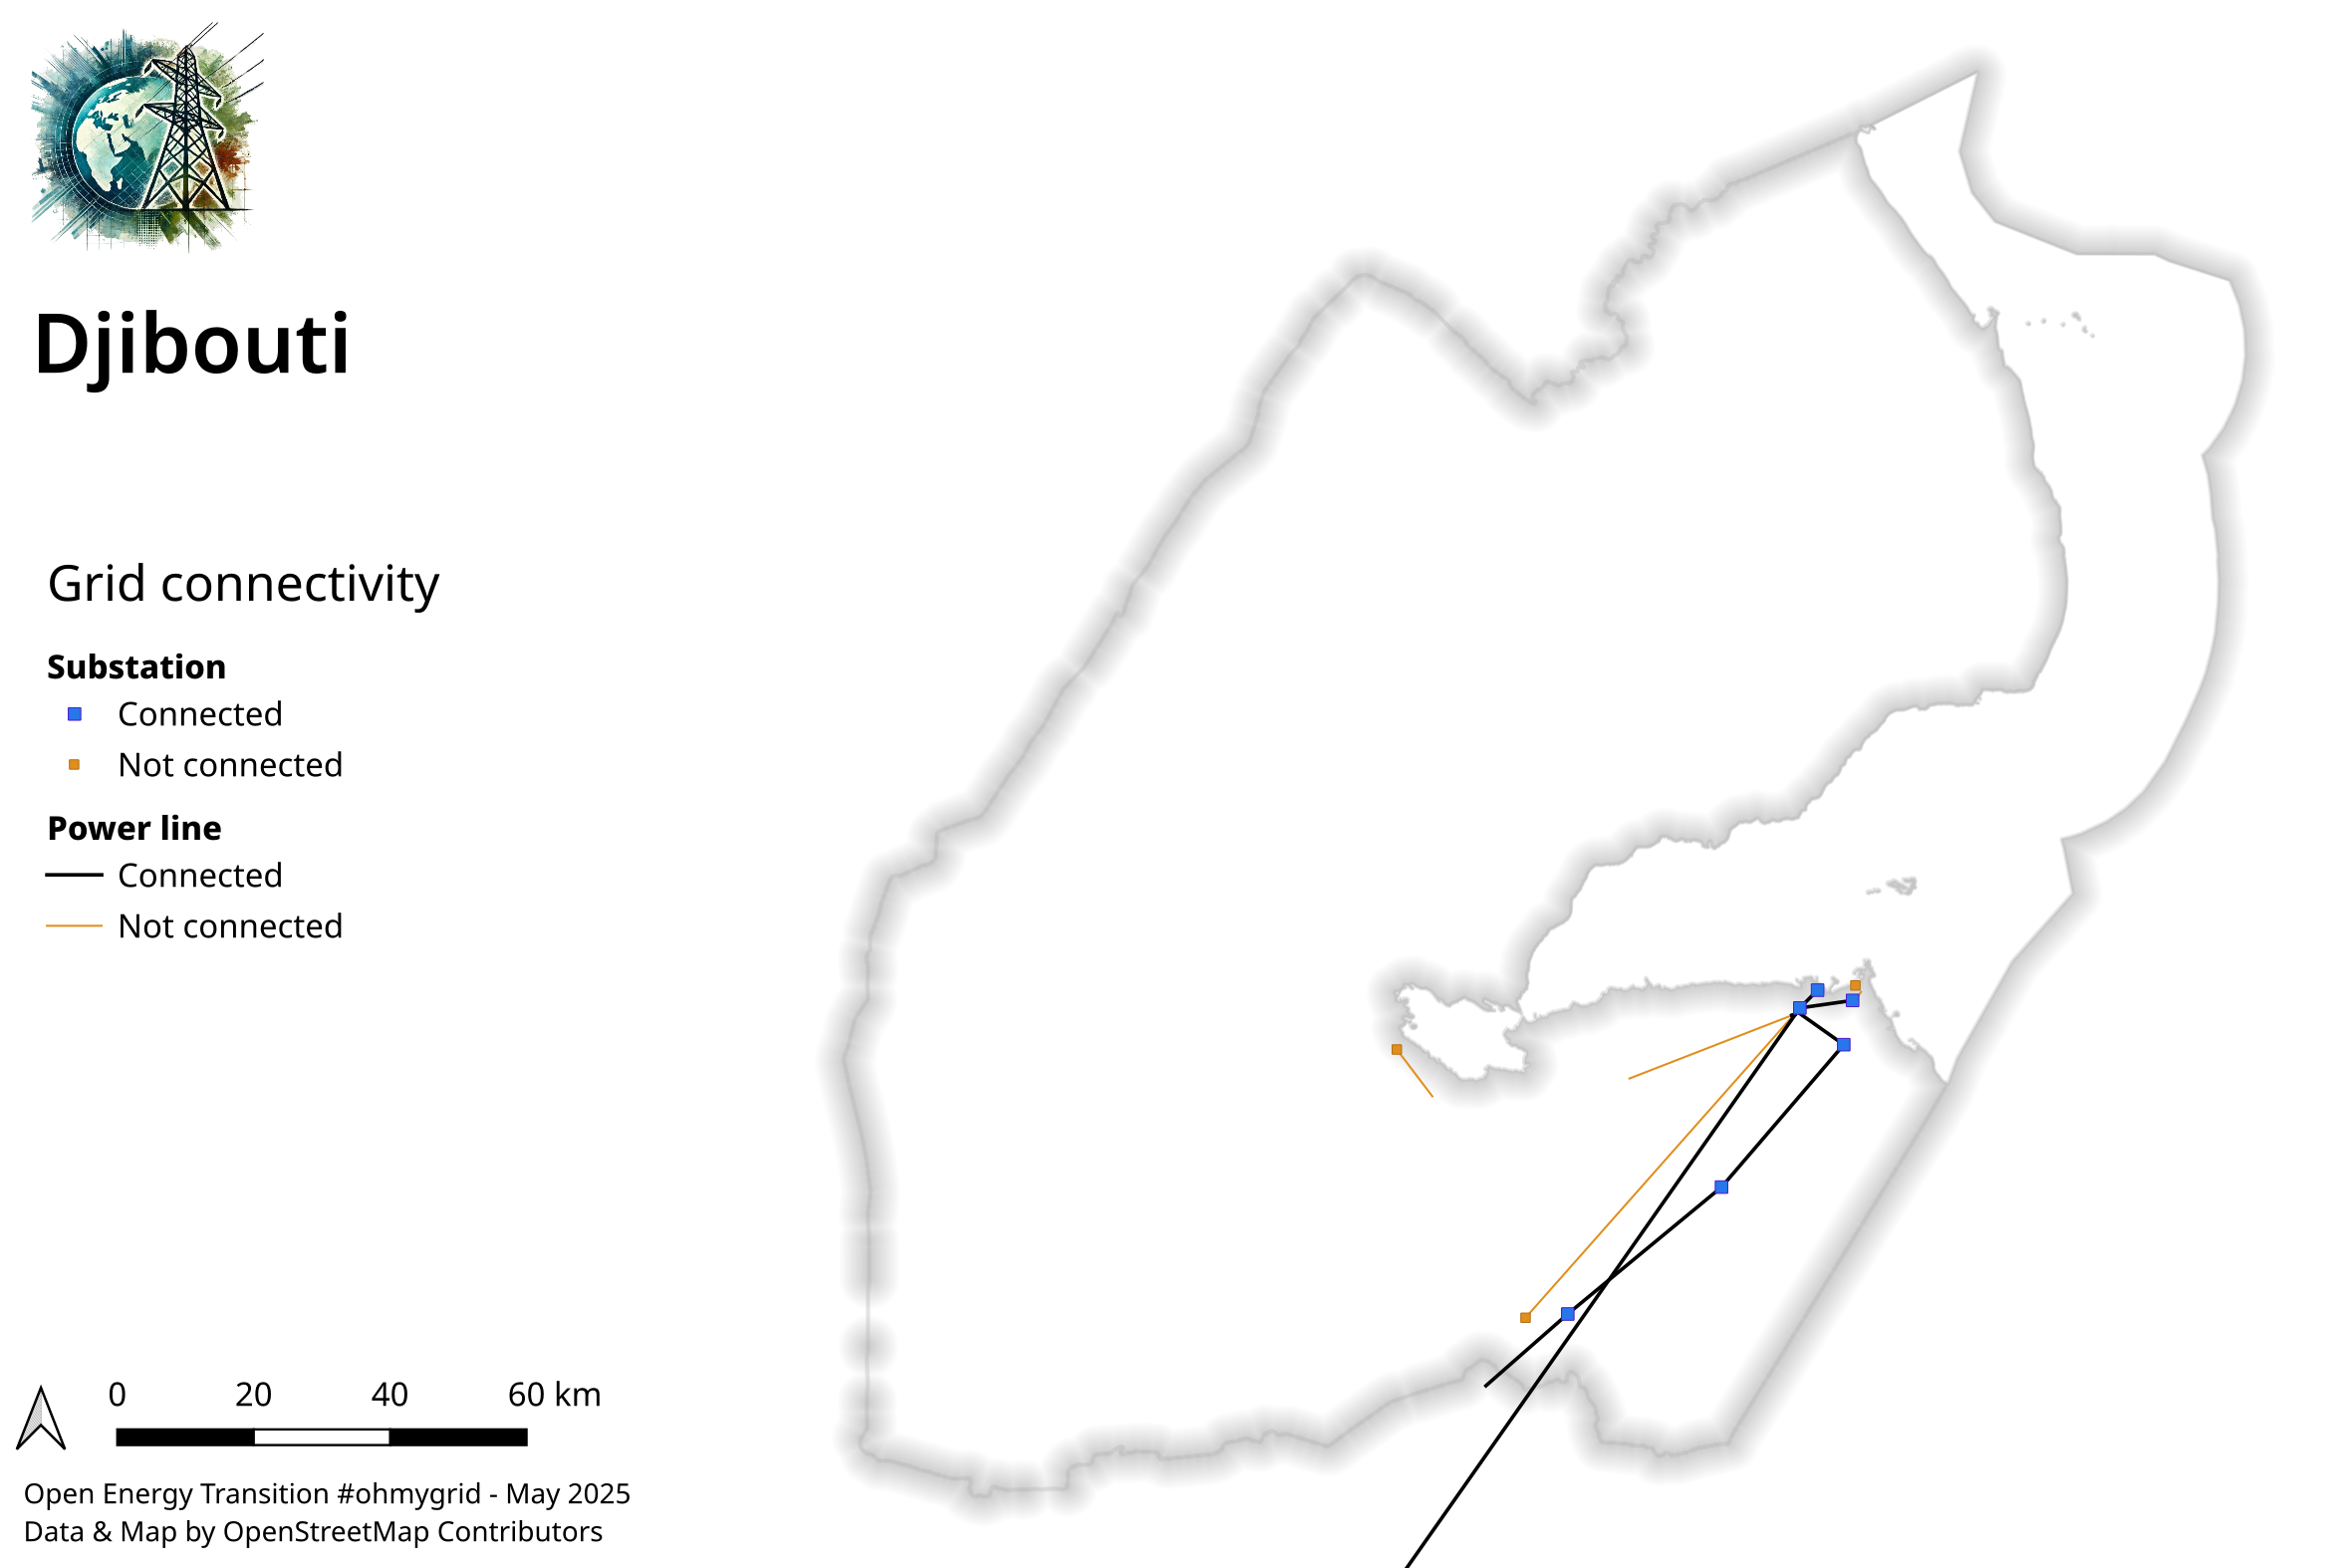 Djibouti
Grid connectivity
Substation
Connected
Not connected
Power line
Connected
Not connected
0 20 40 60 km
Open Energy Transition #ohmygrid - May 2025
Data & Map by OpenStreetMap Contributors